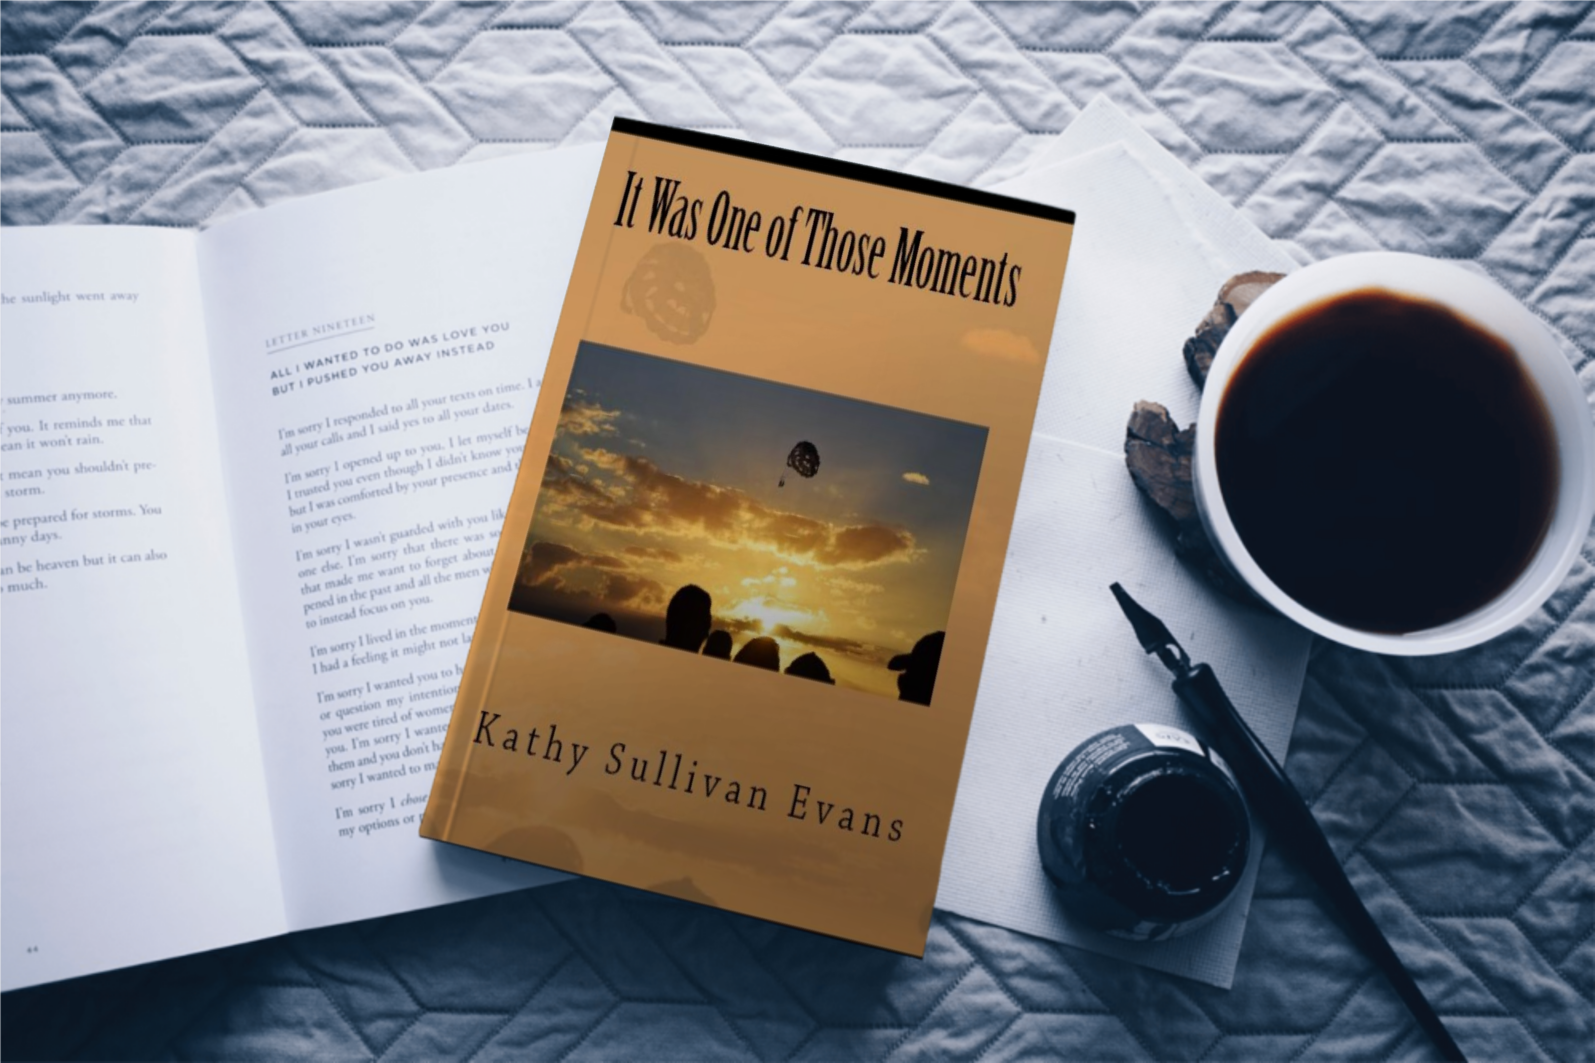 he sunlight went away
summer anymore.
you. It reminds me that
ean it won't rain.
mean you shouldn't pre-
storm.
e prepared for storms. You
nny days.
an be heaven but it can also
much.
44
LETTER NINETEEN
ALL I WANTED TO DO WAS LOVE YOU
BUT I PUSHED YOU AWAY INSTEAD
I'm sorry I responded to all your texts on time. I a
all your calls and I said yes to all your dates.
I'm sorry I opened up to you, I let myself be
I trusted you even though I didn't know you
but I was comforted by your presence and t
in your eyes.
I'm sorry I wasn't guarded with you lik
one else. I'm sorry that there was so
that made me want to forget about
pened in the past and all the men w
to instead focus on you.
I'm sorry I lived in the moment
I had a feeling it might not la
I'm sorry I wanted you to h
or question my intention
you were tired of women
you. I'm sorry I wante
them and you don't ha
sorry I wanted to m
I'm sorry I chose
my options or
It Was One of Those Moments
Kathy Sullivan Evans